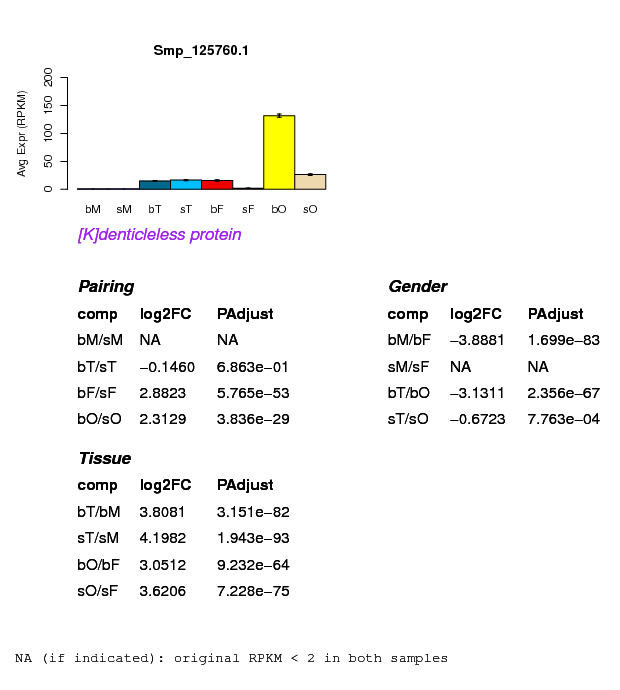 Smp_125760.1
Avg Expr (RPKM)
200
150
100
50
0
bM sM bT sT bF sF bO sO
[K]denticleless protein
Pairing
comp log2FC PAdjust
bM/sM NA NA
bT/sT −0.1460 6.863e−01
bF/sF 2.8823 5.765e−53
bO/sO 2.3129 3.836e−29
Gender
comp log2FC PAdjust
bM/bF −3.8881 1.699e−83
sM/sF NA NA
bT/bO −3.1311 2.356e−67
sT/sO −0.6723 7.763e−04
Tissue
comp log2FC PAdjust
bT/bM 3.8081 3.151e−82
sT/sM 4.1982 1.943e−93
bO/bF 3.0512 9.232e−64
sO/sF 3.6206 7.228e−75
NA (if indicated): original RPKM < 2 in both samples